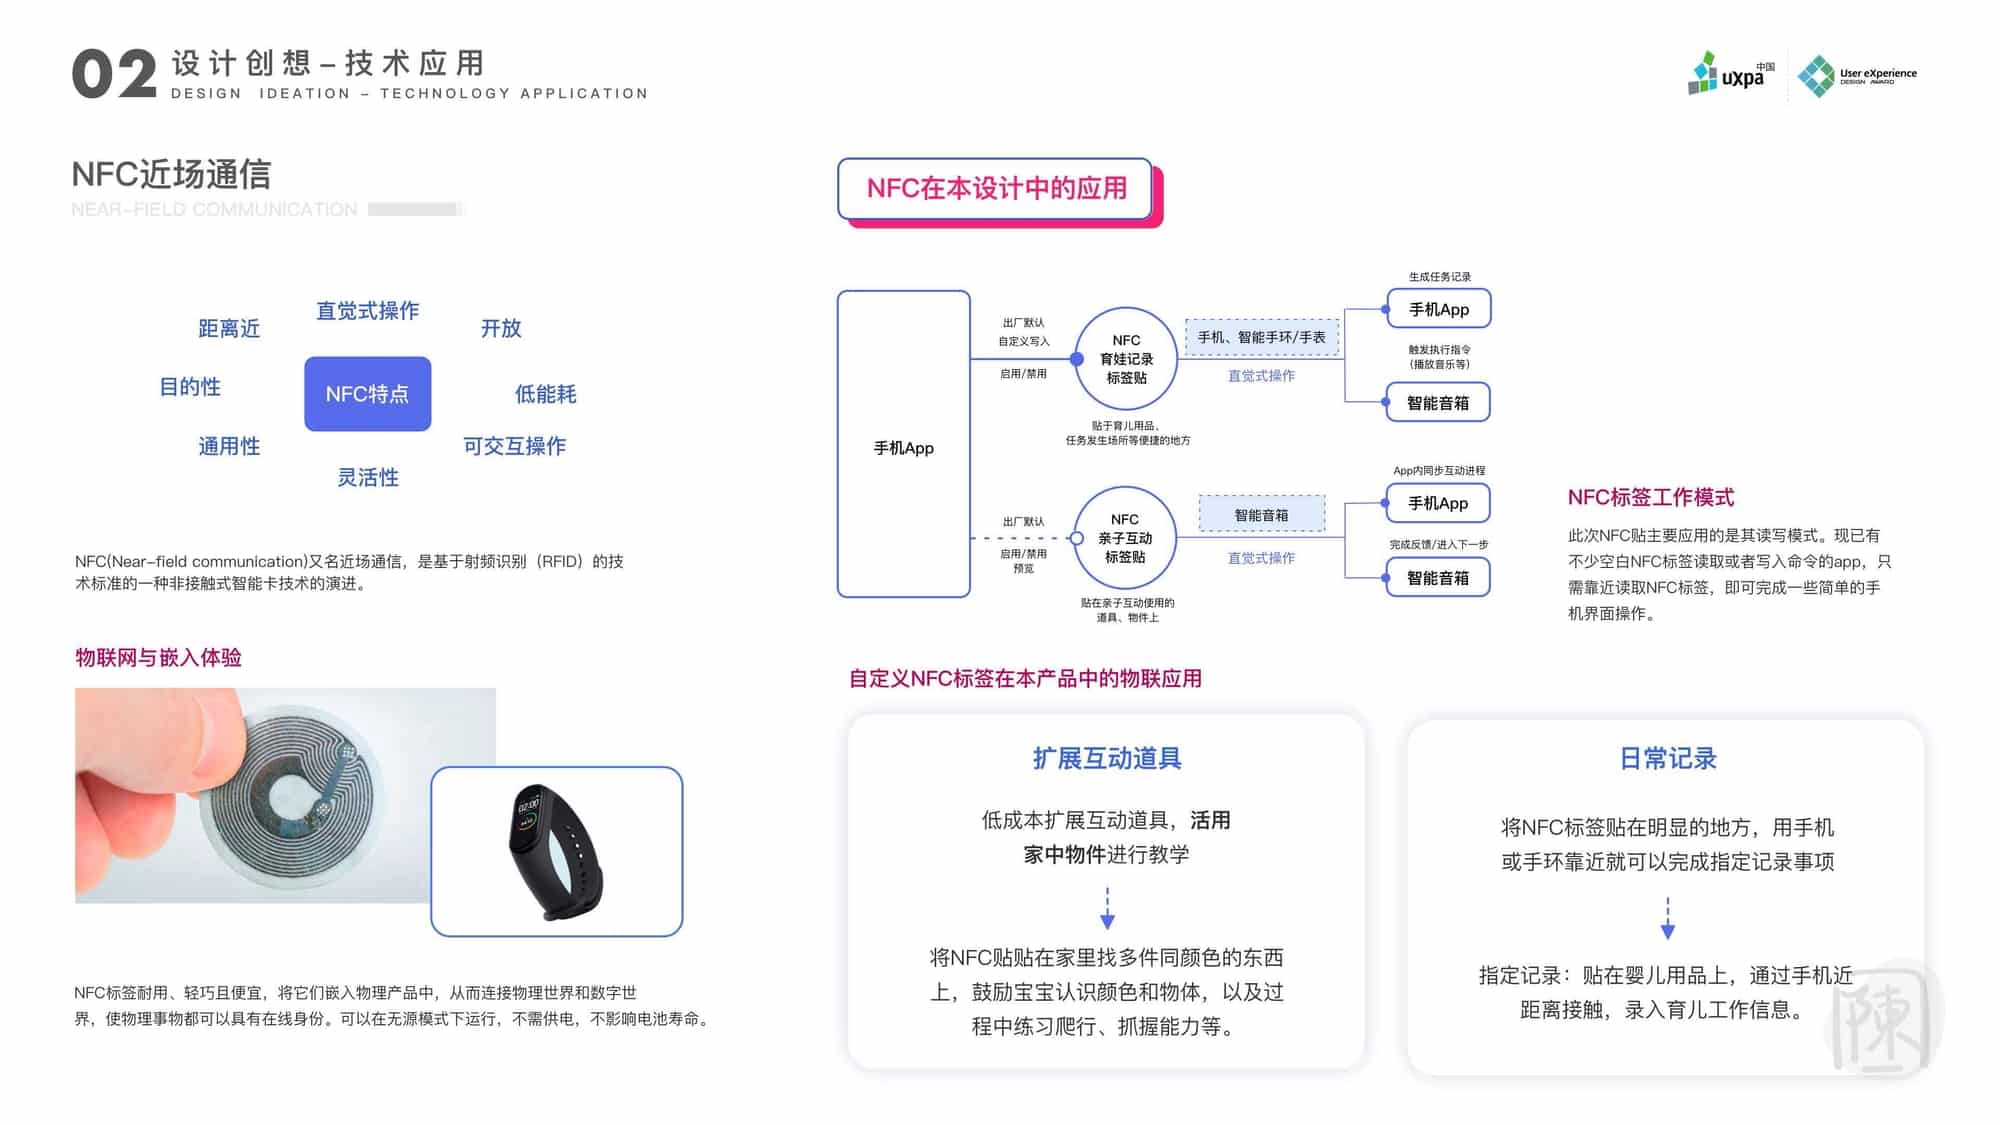 02
设计创想–技术应用
DESIGN IDEATION – TECHNOLOGY APPLICATION
uxpa中国
User eXperience
DESIGN AWARD
NFC近场通信
NEAR–FIELD COMMUNICATION
直觉式操作
距离近
开放
目的性
NFC特点
低能耗
通用性
可交互操作
灵活性
NFC(Near–field communication)又名近场通信，是基于射频识别（RFID）的技
术标准的一种非接触式智能卡技术的演进。
物联网与嵌入体验
02:00
NFC标签耐用、轻巧且便宜，将它们嵌入物理产品中，从而连接物理世界和数字世
界，使物理事物都可以具有在线身份。可以在无源模式下运行，不需供电，不影响电池寿命。
NFC在本设计中的应用
手机App
出厂默认
自定义写入
启用/禁用
NFC
育娃记录
标签贴
贴于育儿用品、
任务发生场所等便捷的地方
手机、智能手环/手表
直觉式操作
生成任务记录
手机App
触发执行指令
（播放音乐等）
智能音箱
出厂默认
启用/禁用
预览
NFC
亲子互动
标签贴
贴在亲子互动使用的
道具、物件上
智能音箱
直觉式操作
App内同步互动进程
手机App
完成反馈/进入下一步
智能音箱
NFC标签工作模式
此次NFC贴主要应用的是其读写模式。现已有
不少空白NFC标签读取或者写入命令的app，只
需靠近读取NFC标签，即可完成一些简单的手
机界面操作。
自定义NFC标签在本产品中的物联应用
扩展互动道具
低成本扩展互动道具，活用
家中物件进行教学
将NFC贴贴在家里找多件同颜色的东西
上，鼓励宝宝认识颜色和物体，以及过
程中练习爬行、抓握能力等。
日常记录
将NFC标签贴在明显的地方，用手机
或手环靠近就可以完成指定记录事项
指定记录：贴在婴儿用品上，通过手机近
距离接触，录入育儿工作信息。
陳